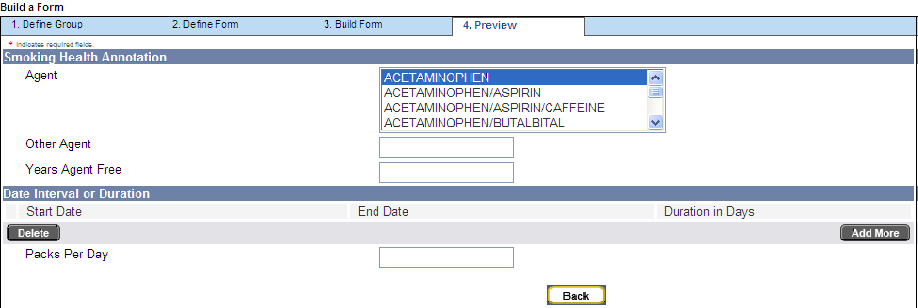 Build a Form
1. Define Group 2. Define Form 3. Build Form 4. Preview
* Indicates required fields.
Smoking Health Annotation
Agent
ACETAMINOPHEN
ACETAMINOPHEN/ASPIRIN
ACETAMINOPHEN/ASPIRIN/CAFFEINE
ACETAMINOPHEN/BUTALBITAL
Other Agent
Years Agent Free
Date Interval or Duration
Start Date End Date Duration in Days
Delete Add More
Packs Per Day
Back